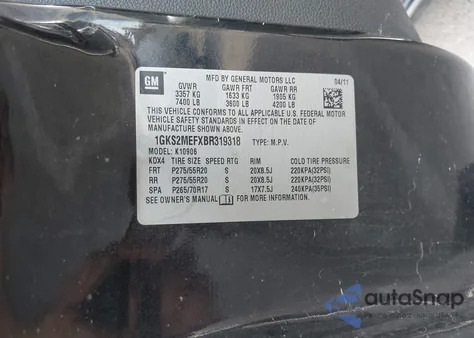 GM
MFD BY GENERAL MOTORS LLC 04/11
GVWR GAWR FRT GAWR RR
3357 KG 1633 KG 1905 KG
7400 LB 3600 LB 4200 LB
THIS VEHICLE CONFORMS TO ALL APPLICABLE U.S. FEDERAL MOTOR
VEHICLE SAFETY STANDARDS IN EFFECT ON THE DATE OF
MANUFACTURE SHOWN ABOVE.
1GKS2MEFXBR319318 TYPE: M.P.V.
MODEL: K10906
KDX4 TIRE SIZE SPEED RTG RIM COLD TIRE PRESSURE
FRT P275/55R20 S 20X8.5J 220KPA(32PSI)
RR P275/55R20 S 20X8.5J 220KPA(32PSI)
SPA P265/70R17 S 17X7.5J 240KPA(35PSI)
SEE OWNER'S MANUAL FOR MORE INFORMATION.
autoSnap